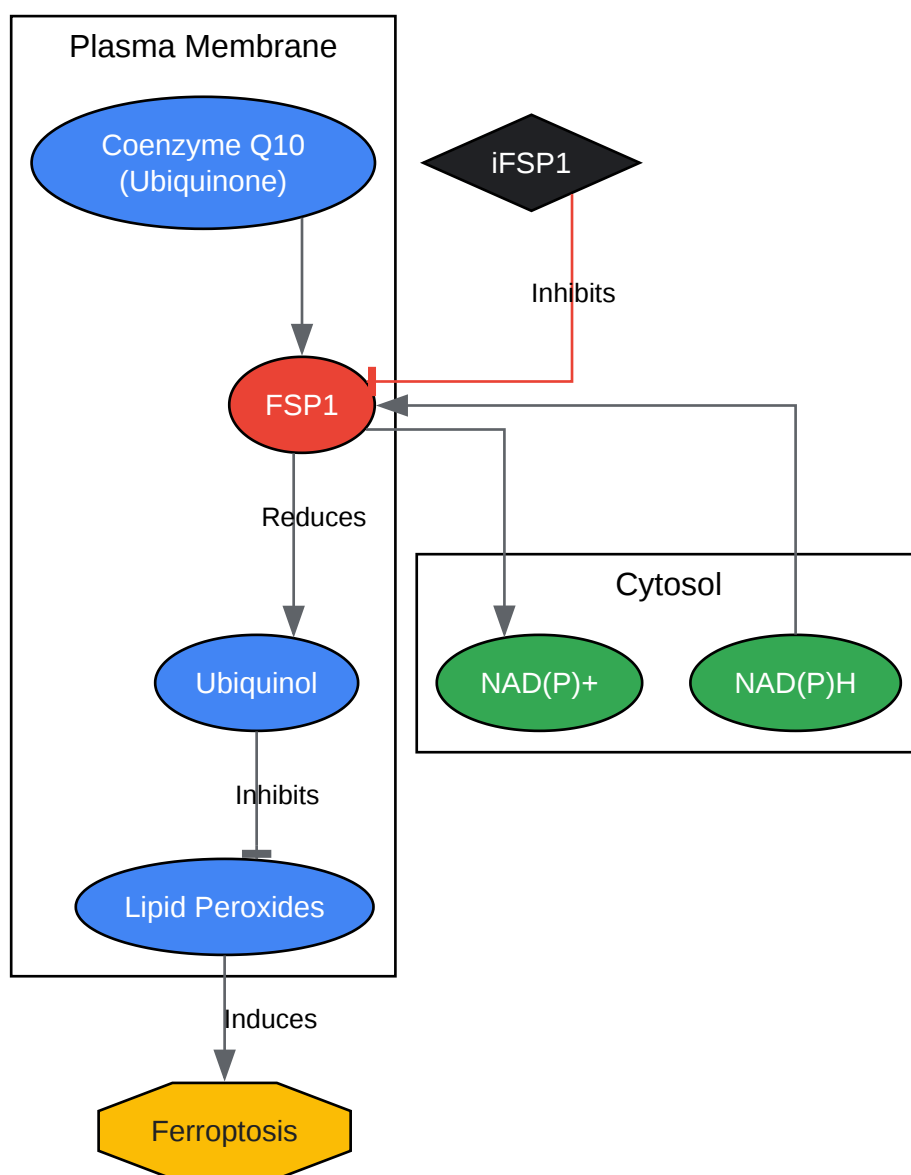 Plasma Membrane
Coenzyme Q10
(Ubiquinone)
iFSP1
Inhibits
FSP1
Reduces
Cytosol
Ubiquinol
NAD(P)+
NAD(P)H
Inhibits
Lipid Peroxides
Induces
Ferroptosis